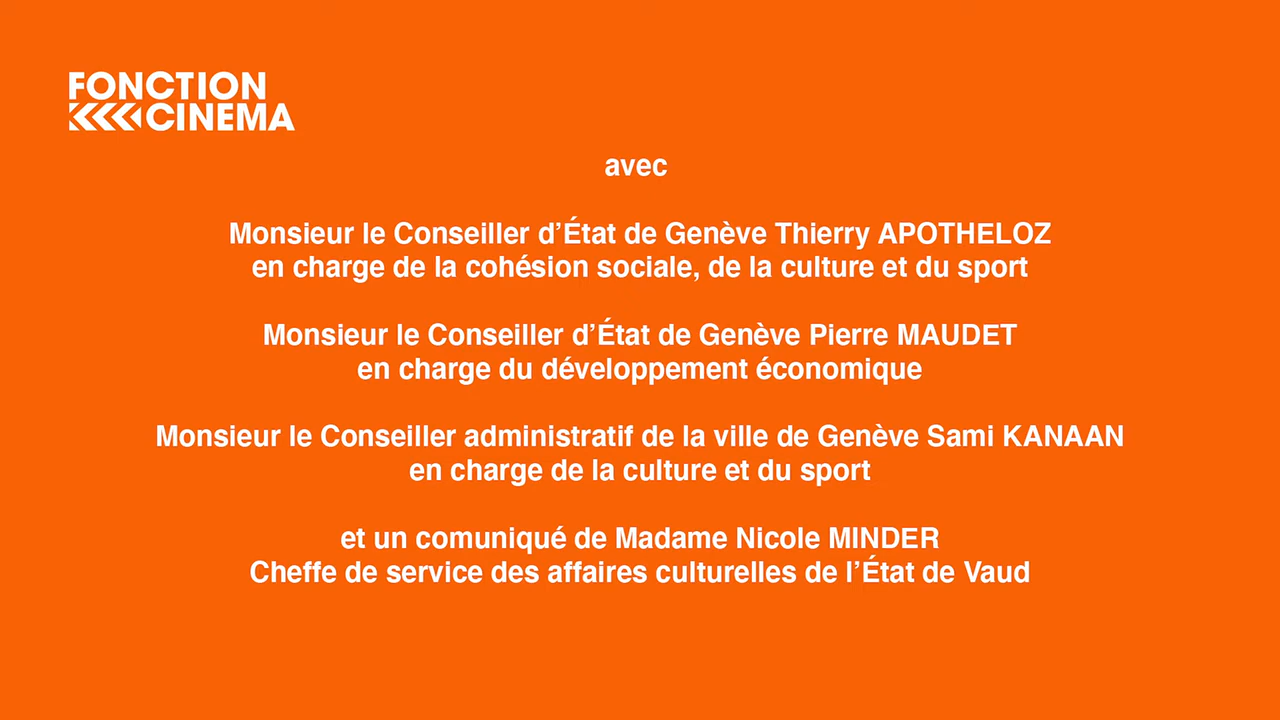 FONCTION
CINEMA
avec
Monsieur le Conseiller d’État de Genève Thierry APOTHELOZ
en charge de la cohésion sociale, de la culture et du sport
Monsieur le Conseiller d’État de Genève Pierre MAUDET
en charge du développement économique
Monsieur le Conseiller administratif de la ville de Genève Sami KANAAN
en charge de la culture et du sport
et un comuniqué de Madame Nicole MINDER
Cheffe de service des affaires culturelles de l’État de Vaud